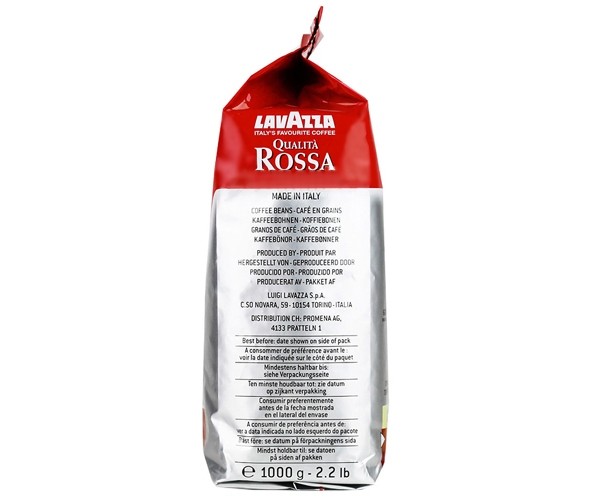 LAVAZZA
ITALY'S FAVOURITE COFFEE
QUALITÀ
ROSSA
MADE IN ITALY
COFFEE BEANS - CAFÉ EN GRAINS
KAFFEEBOHNEN - KOFFIEBONEN
GRANOS DE CAFÉ - GRÃOS DE CAFÉ
KAFFEBÖNOR - KAFFEBØNNER
PRODUCED BY - PRODUIT PAR
HERGESTELLT VON - GEPRODUCEERD DOOR
PRODUCIDO POR - PRODUZIDO POR
PRODUCERAT AV - PAKKET AF
LUIGI LAVAZZA S.p.A.
C.SO NOVARA, 59 - 10154 TORINO - ITALIA
DISTRIBUTION CH: PROMENA AG,
4133 PRATTELN 1
Best before: date shown on side of pack
A consommer de préférence avant le :
voir la date indiquée sur le côté du paquet
Mindestens haltbar bis:
siehe Verpackungsseite
Ten minste houdbaar tot: zie datum
op zijkant verpakking
Consumir preferentemente
antes de la fecha mostrada
en el lateral del envase
A consumir de preferência antes de:
ver a data indicada no lado esquerdo do pacote
Bäst före: se datum på förpackningens sida
Mindst holdbar til: se datoen
på siden af pakken
℮ 1000 g - 2.2 lb